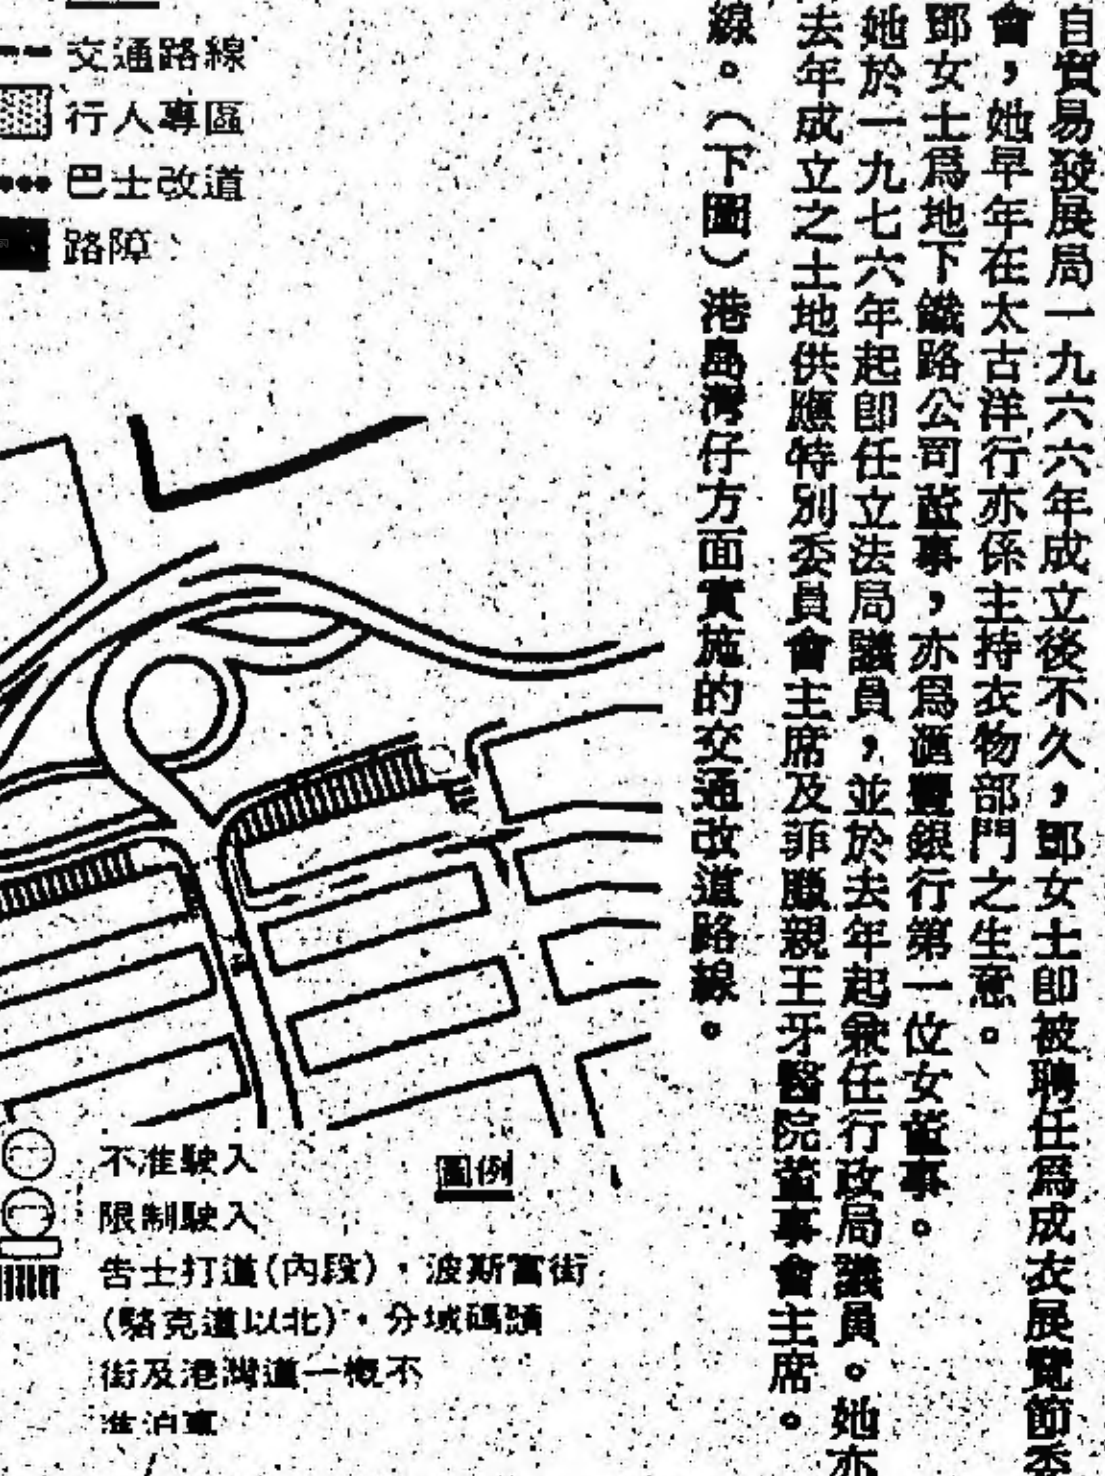 自貿易發展局一九六六年成立後不久，鄧女士即被聘任爲成衣展覽節委
會，她早年在太古洋行亦係主持衣物部門之生意。
鄧女士爲地下鐵路公司董事，亦爲滙豐銀行第一位女董事。
她於一九七六年起即任立法局議員，並於去年起兼任行政局議員。她亦
去年成立之土地供應特別委員會主席及菲臘親王牙醫院董事會主席。
線。（下圖）港島灣仔方面實施的交通改道路線。
交通路線
行人專區
巴士改道
路障
圖例
不准駛入
限制駛入
告士打道(內段)，波斯富街
(駱克道以北)，分域碼頭
街及港灣道一概不
准泊車